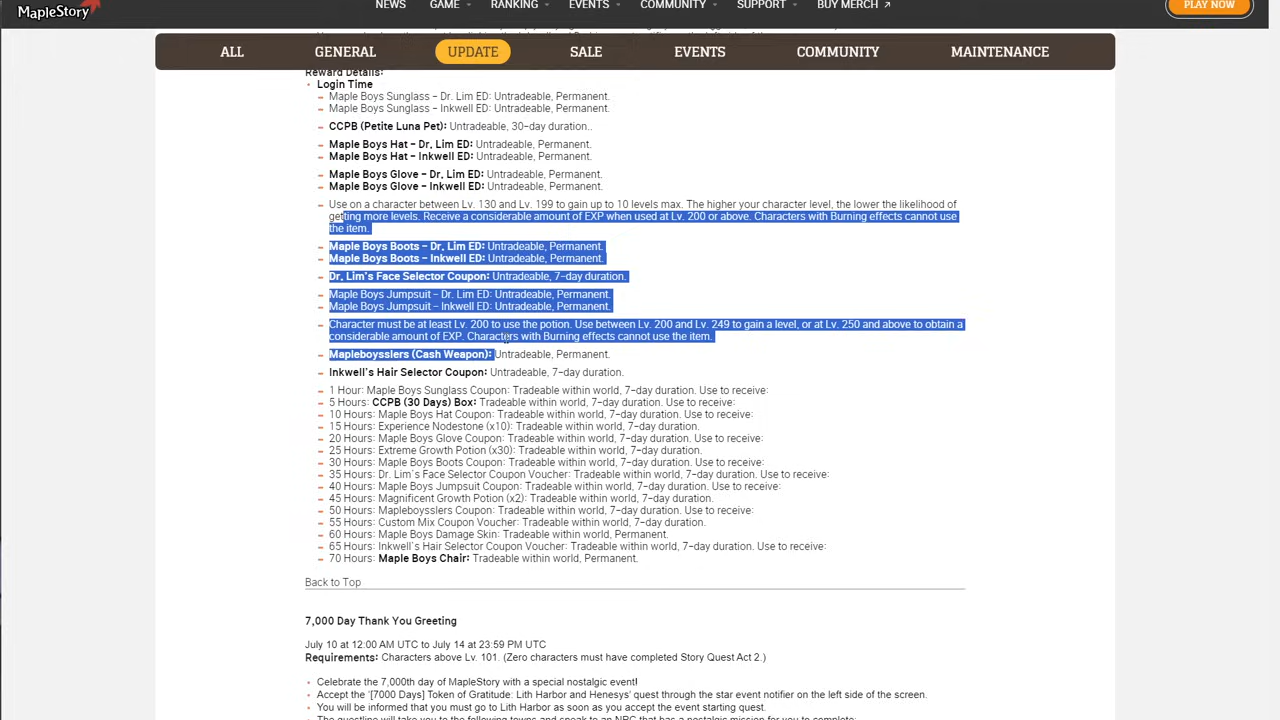 MapleStory
NEWS
GAME
RANKING
EVENTS
COMMUNITY
SUPPORT
BUY MERCH ↗
PLAY NOW
ALL
GENERAL
UPDATE
SALE
EVENTS
COMMUNITY
MAINTENANCE
Reward Details:
Login Time
Maple Boys Sunglass – Dr. Lim ED: Untradeable, Permanent.
Maple Boys Sunglass – Inkwell ED: Untradeable, Permanent.
CCPB (Petite Luna Pet): Untradeable, 30-day duration..
Maple Boys Hat – Dr. Lim ED: Untradeable, Permanent.
Maple Boys Hat – Inkwell ED: Untradeable, Permanent.
Maple Boys Glove – Dr. Lim ED: Untradeable, Permanent.
Maple Boys Glove – Inkwell ED: Untradeable, Permanent.
Use on a character between Lv. 130 and Lv. 199 to gain up to 10 levels max. The higher your character level, the lower the likelihood of
getting more levels. Receive a considerable amount of EXP when used at Lv. 200 or above. Characters with Burning effects cannot use
the item.
Maple Boys Boots – Dr. Lim ED: Untradeable, Permanent.
Maple Boys Boots – Inkwell ED: Untradeable, Permanent.
Dr. Lim's Face Selector Coupon: Untradeable, 7-day duration.
Maple Boys Jumpsuit – Dr. Lim ED: Untradeable, Permanent.
Maple Boys Jumpsuit – Inkwell ED: Untradeable, Permanent.
Character must be at least Lv. 200 to use the potion. Use between Lv. 200 and Lv. 249 to gain a level, or at Lv. 250 and above to obtain a
considerable amount of EXP. Characters with Burning effects cannot use the item.
Mapleboysslers (Cash Weapon): Untradeable, Permanent.
Inkwell's Hair Selector Coupon: Untradeable, 7-day duration.
1 Hour: Maple Boys Sunglass Coupon: Tradeable within world, 7-day duration. Use to receive:
5 Hours: CCPB (30 Days) Box: Tradeable within world, 7-day duration. Use to receive:
10 Hours: Maple Boys Hat Coupon: Tradeable within world, 7-day duration. Use to receive:
15 Hours: Experience Nodestone (x10): Tradeable within world, 7-day duration.
20 Hours: Maple Boys Glove Coupon: Tradeable within world, 7-day duration. Use to receive:
25 Hours: Extreme Growth Potion (x30): Tradeable within world, 7-day duration.
30 Hours: Maple Boys Boots Coupon: Tradeable within world, 7-day duration. Use to receive:
35 Hours: Dr. Lim's Face Selector Coupon Voucher: Tradeable within world, 7-day duration. Use to receive:
40 Hours: Maple Boys Jumpsuit Coupon: Tradeable within world, 7-day duration. Use to receive:
45 Hours: Magnificent Growth Potion (x2): Tradeable within world, 7-day duration.
50 Hours: Mapleboysslers Coupon: Tradeable within world, 7-day duration. Use to receive:
55 Hours: Custom Mix Coupon Voucher: Tradeable within world, 7-day duration.
60 Hours: Maple Boys Damage Skin: Tradeable within world, Permanent.
65 Hours: Inkwell's Hair Selector Coupon Voucher: Tradeable within world, 7-day duration. Use to receive:
70 Hours: Maple Boys Chair: Tradeable within world, Permanent.
Back to Top
7,000 Day Thank You Greeting
July 10 at 12:00 AM UTC to July 14 at 23:59 PM UTC
Requirements: Characters above Lv. 101. (Zero characters must have completed Story Quest Act 2.)
Celebrate the 7,000th day of MapleStory with a special nostalgic event!
Accept the '[7000 Days] Token of Gratitude: Lith Harbor and Henesys' quest through the star event notifier on the left side of the screen.
You will be informed that you must go to Lith Harbor as soon as you accept the event starting quest.
The questline will take you to the following towns and speak to an NPC that has a nostalgic mission for you to complete: